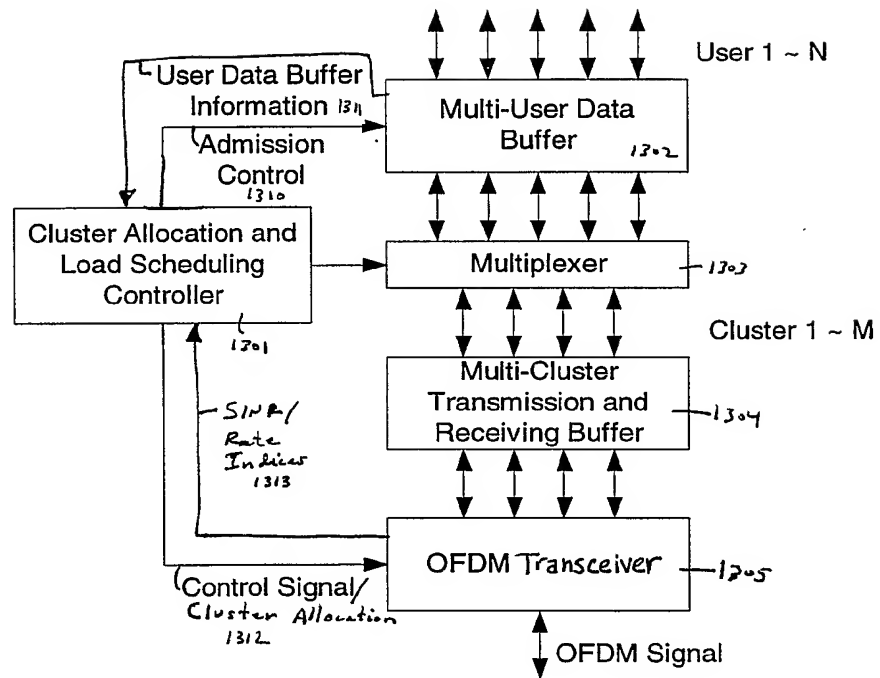 User 1 ~ N
User Data Buffer
Information 1311
Multi-User Data
Buffer
1302
Admission
Control
1310
Cluster Allocation and
Load Scheduling
Controller
1301
Multiplexer
1303
Cluster 1 ~ M
Multi-Cluster
Transmission and
Receiving Buffer
1304
SINR/
Rate
Indices
1313
OFDM Transceiver
1305
Control Signal/
Cluster Allocation
1312
OFDM Signal